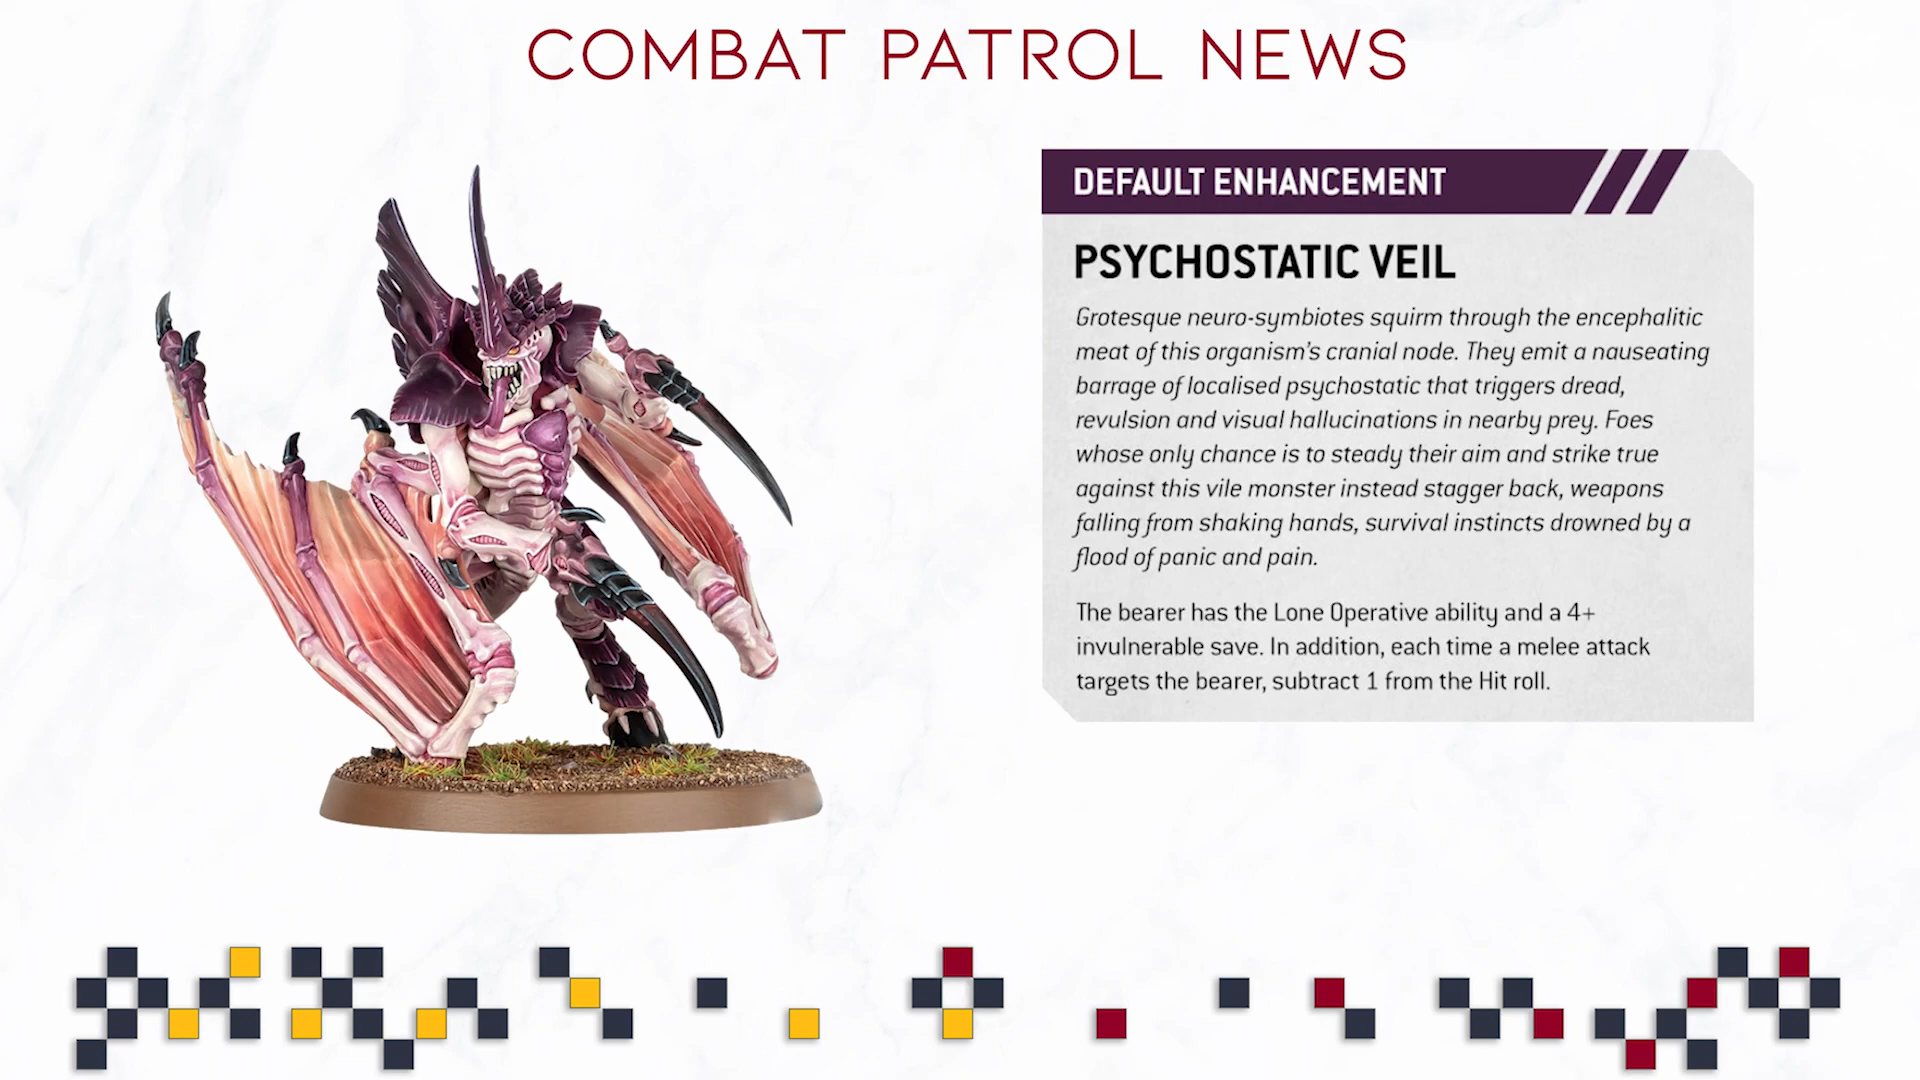 COMBAT PATROL NEWS
DEFAULT ENHANCEMENT
PSYCHOSTATIC VEIL
Grotesque neuro-symbiotes squirm through the encephalitic
meat of this organism's cranial node. They emit a nauseating
barrage of localised psychostatic that triggers dread,
revulsion and visual hallucinations in nearby prey. Foes
whose only chance is to steady their aim and strike true
against this vile monster instead stagger back, weapons
falling from shaking hands, survival instincts drowned by a
flood of panic and pain.
The bearer has the Lone Operative ability and a 4+
invulnerable save. In addition, each time a melee attack
targets the bearer, subtract 1 from the Hit roll.